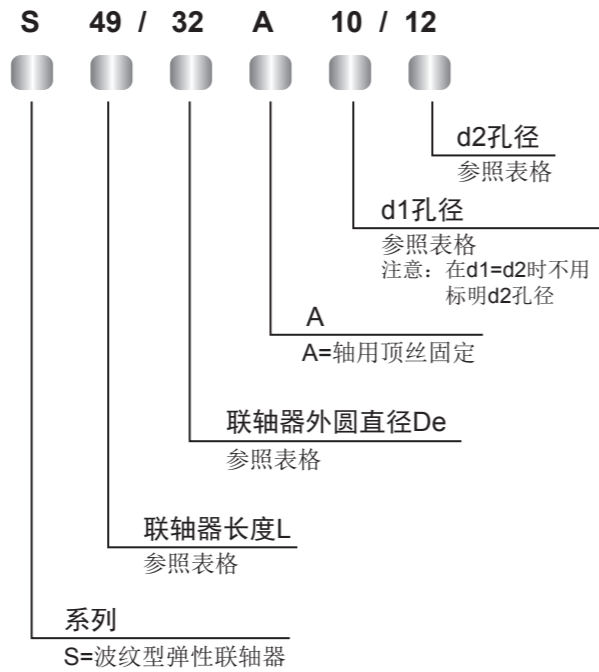 S 49 / 32 A 10 / 12
d2孔径
参照表格
d1孔径
参照表格
注意：在d1=d2时不用
标明d2孔径
A
A=轴用顶丝固定
联轴器外圆直径De
参照表格
联轴器长度L
参照表格
系列
S=波纹型弹性联轴器